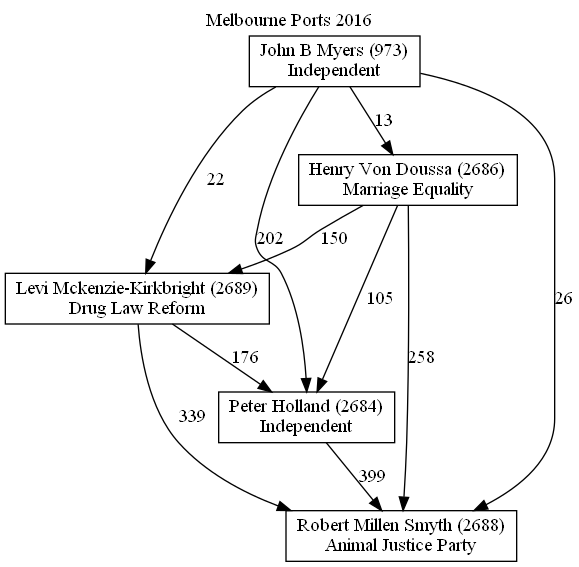 Melbourne Ports 2016
John B Myers (973)
Independent
13
Henry Von Doussa (2686)
Marriage Equality
22
202
150
Levi Mckenzie-Kirkbright (2689)
Drug Law Reform
105
26
176
258
Peter Holland (2684)
Independent
339
399
Robert Millen Smyth (2688)
Animal Justice Party